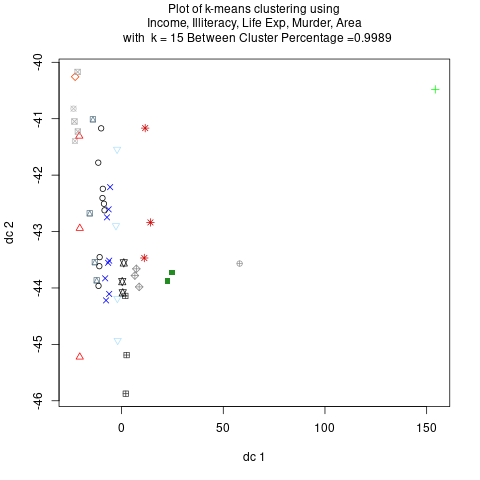 Plot of k-means clustering using
Income, Illiteracy, Life Exp, Murder, Area
with k = 15 Between Cluster Percentage =0.9989
-40
-41
-42
-43
-44
-45
-46
dc 2
0
50
100
150
dc 1